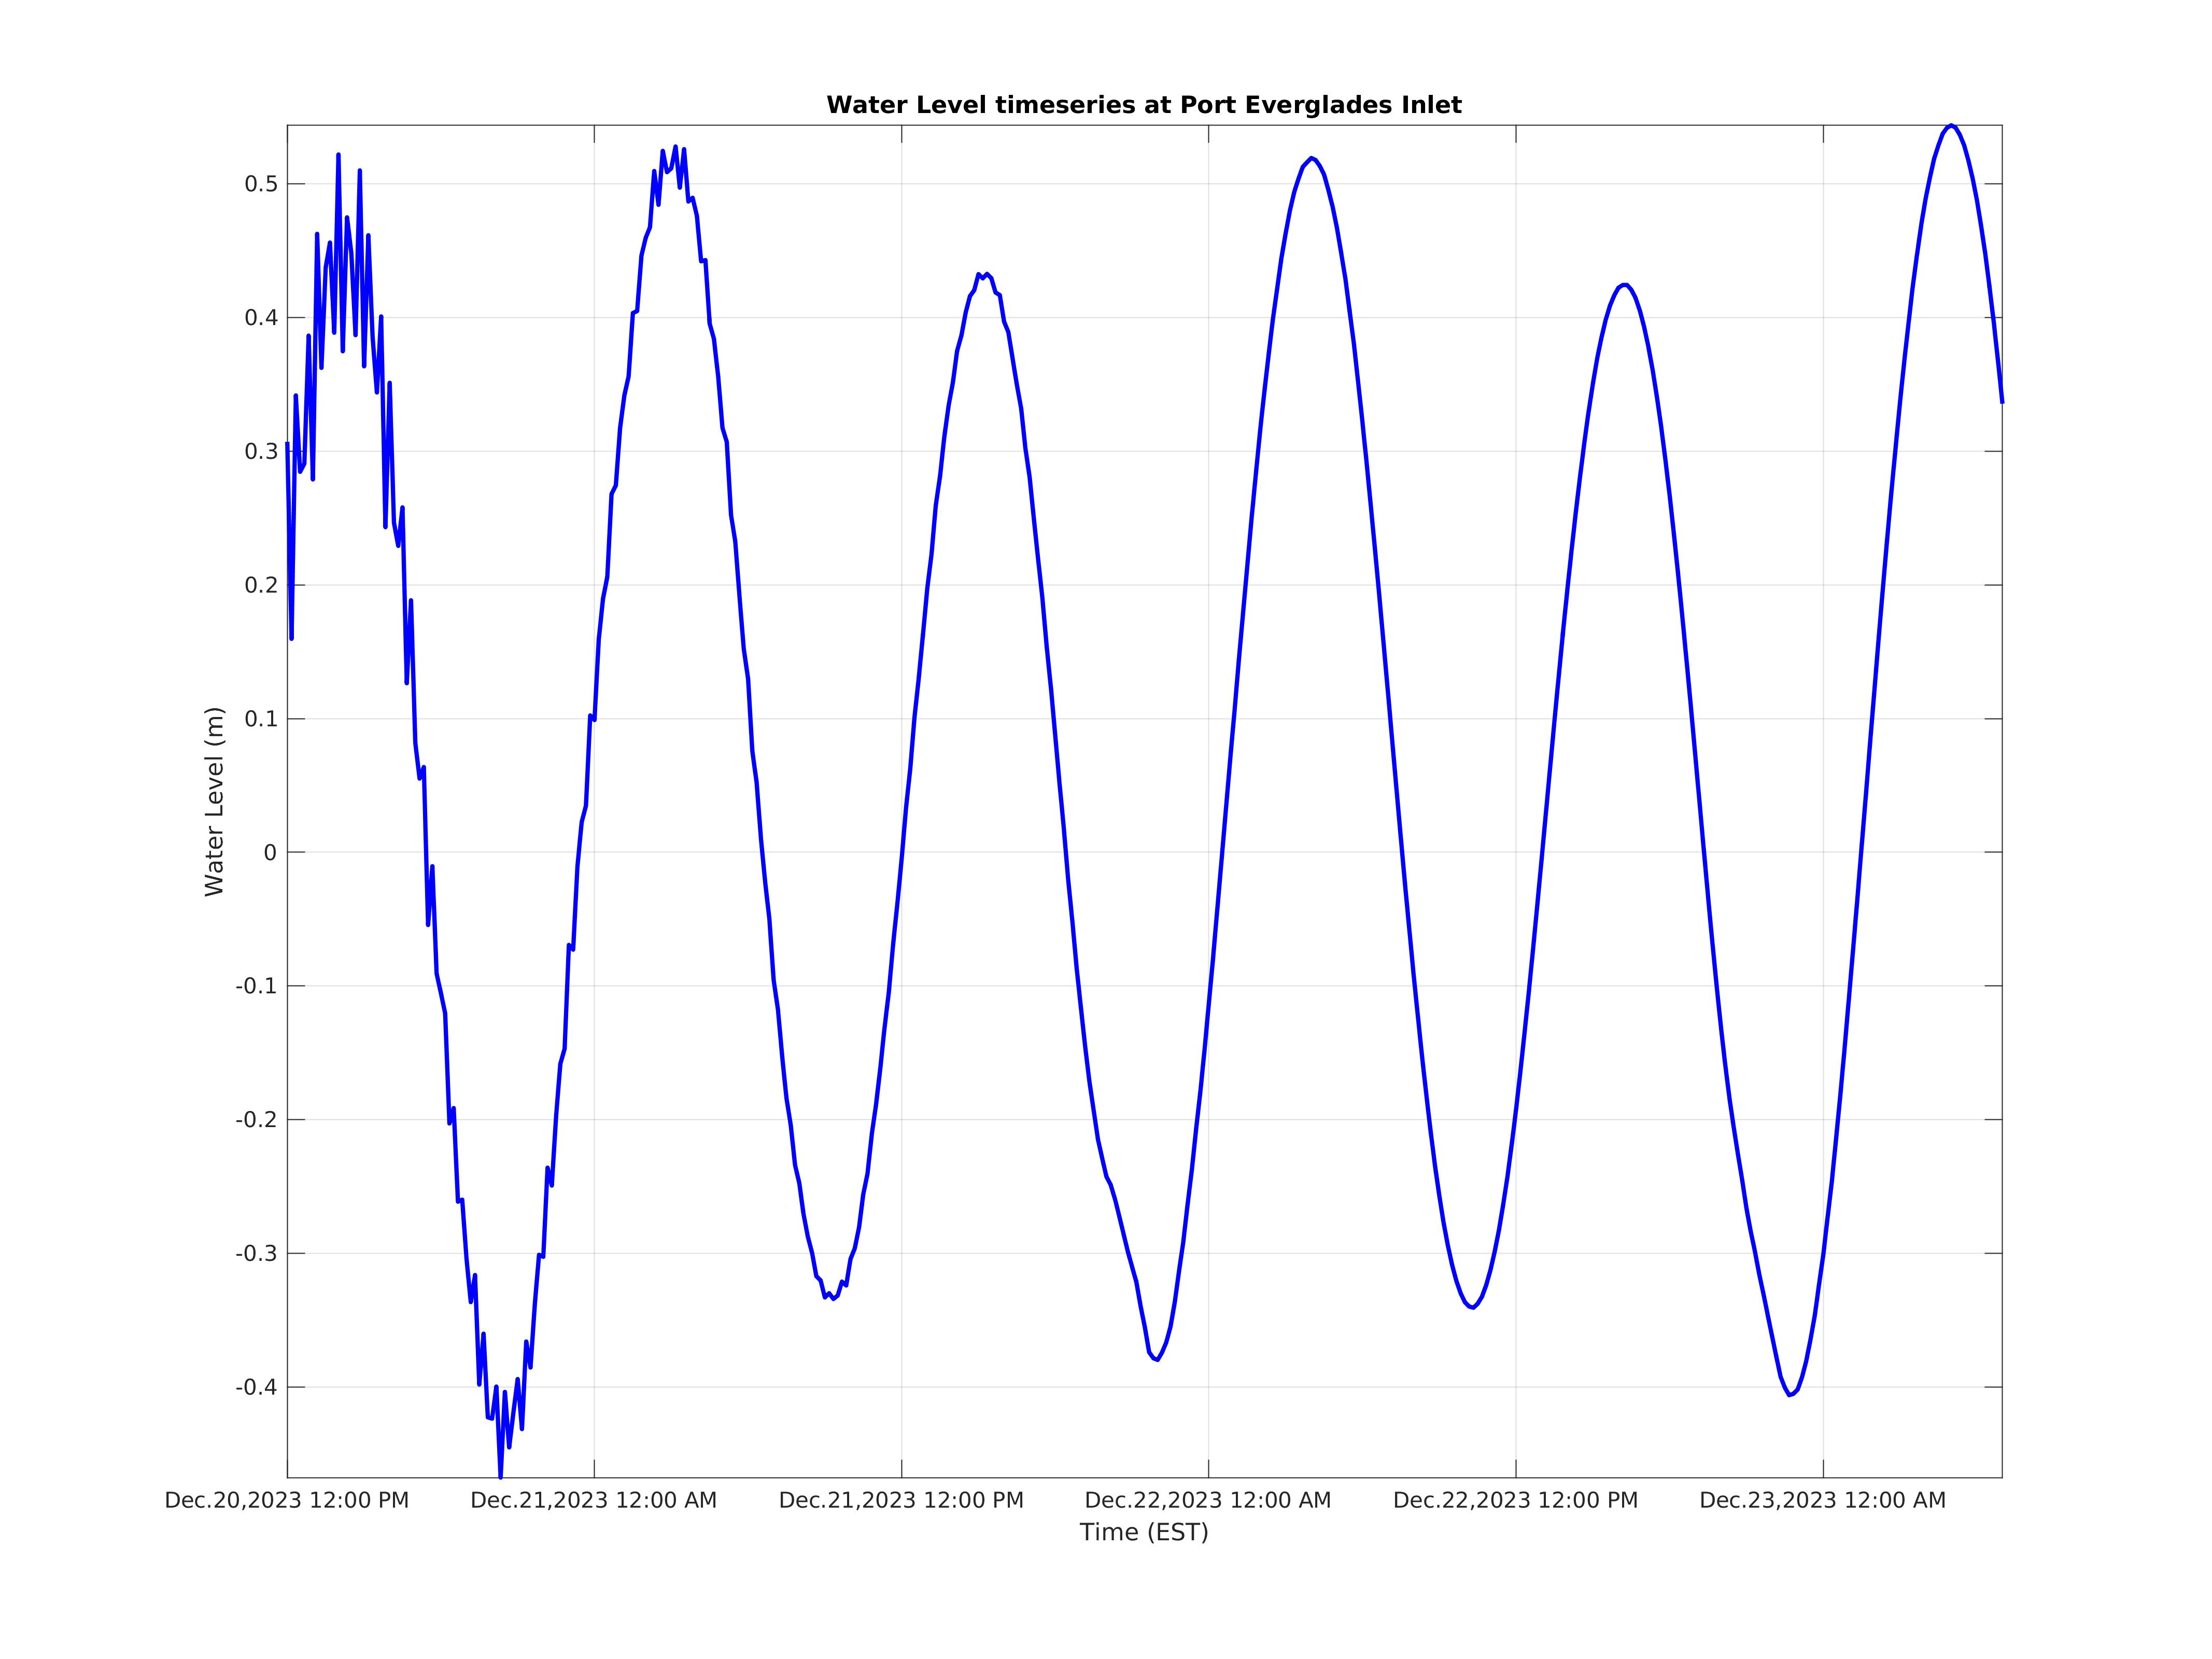 Water Level timeseries at Port Everglades Inlet
0.5
0.4
0.3
0.2
0.1
0
-0.1
-0.2
-0.3
-0.4
Water Level (m)
Dec.20,2023 12:00 PM
Dec.21,2023 12:00 AM
Dec.21,2023 12:00 PM
Dec.22,2023 12:00 AM
Dec.22,2023 12:00 PM
Dec.23,2023 12:00 AM
Time (EST)